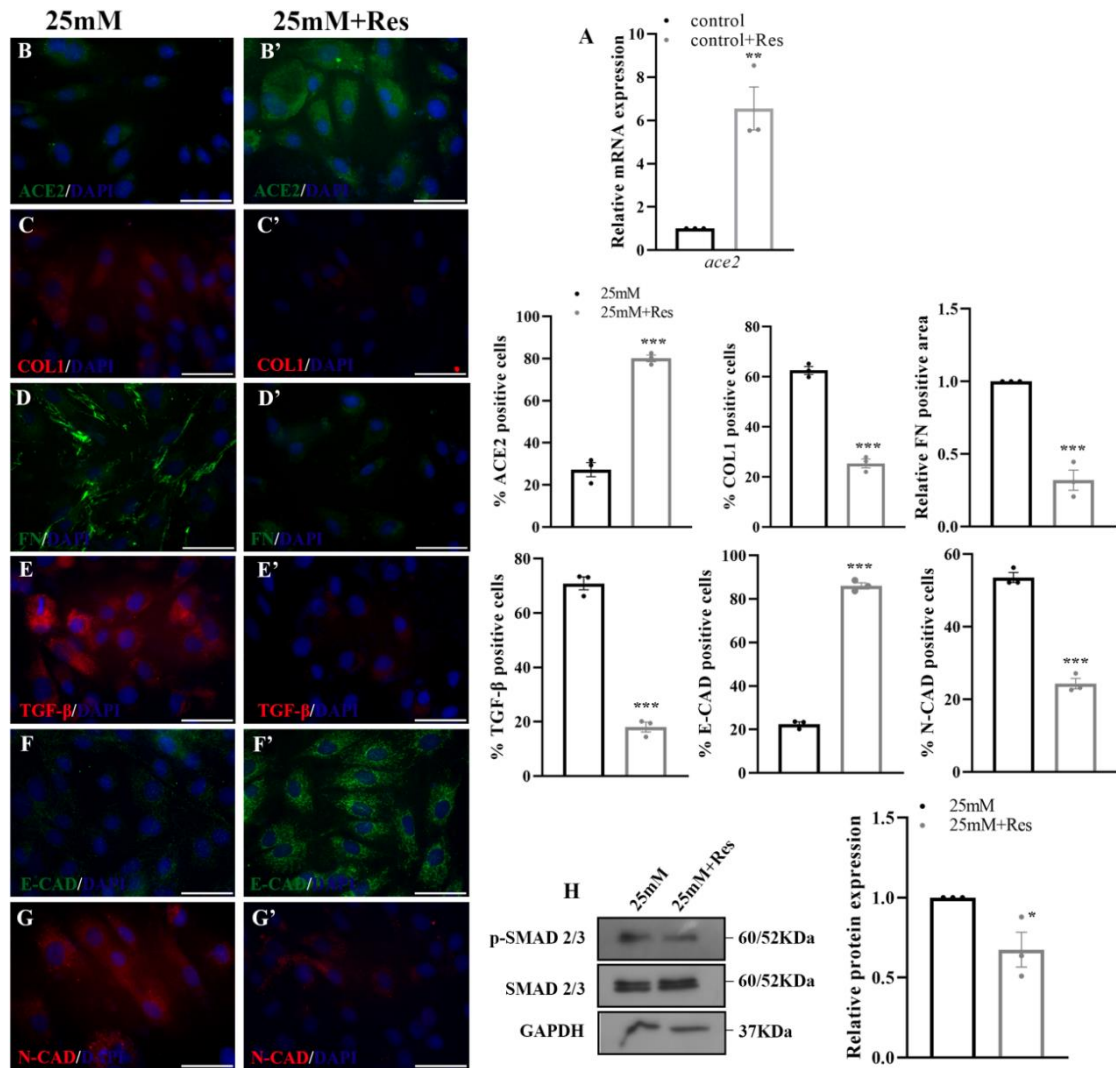 25mM 25mM+Res
B B'
ACE2/DAPI ACE2/DAPI
C C'
COL1/DAPI COL1/DAPI
D D'
FN/DAPI FN/DAPI
E E'
TGF-β/DAPI TGF-β/DAPI
F F'
E-CAD/DAPI E-CAD/DAPI
G G'
N-CAD/DAPI N-CAD/DAPI
A
control
control+Res
Relative mRNA expression
10
8
6
4
2
0
**
ace2
25mM
25mM+Res
% ACE2 positive cells
100
80
60
40
20
0
***
% COL1 positive cells
80
60
40
20
0
***
Relative FN positive area
1.5
1.0
0.5
0.0
***
% TGF-β positive cells
80
60
40
20
0
***
% E-CAD positive cells
100
80
60
40
20
0
***
% N-CAD positive cells
60
40
20
0
***
H
25mM 25mM+Res
p-SMAD 2/3 60/52KDa
SMAD 2/3 60/52KDa
GAPDH 37KDa
25mM
25mM+Res
Relative protein expression
1.5
1.0
0.5
0.0
*